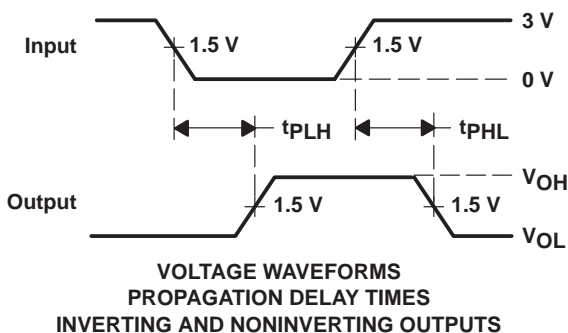 3 V
Input
1.5 V
1.5 V
0 V
tPLH
tPHL
VOH
Output
1.5 V
1.5 V
VOL
VOLTAGE WAVEFORMS
PROPAGATION DELAY TIMES
INVERTING AND NONINVERTING OUTPUTS